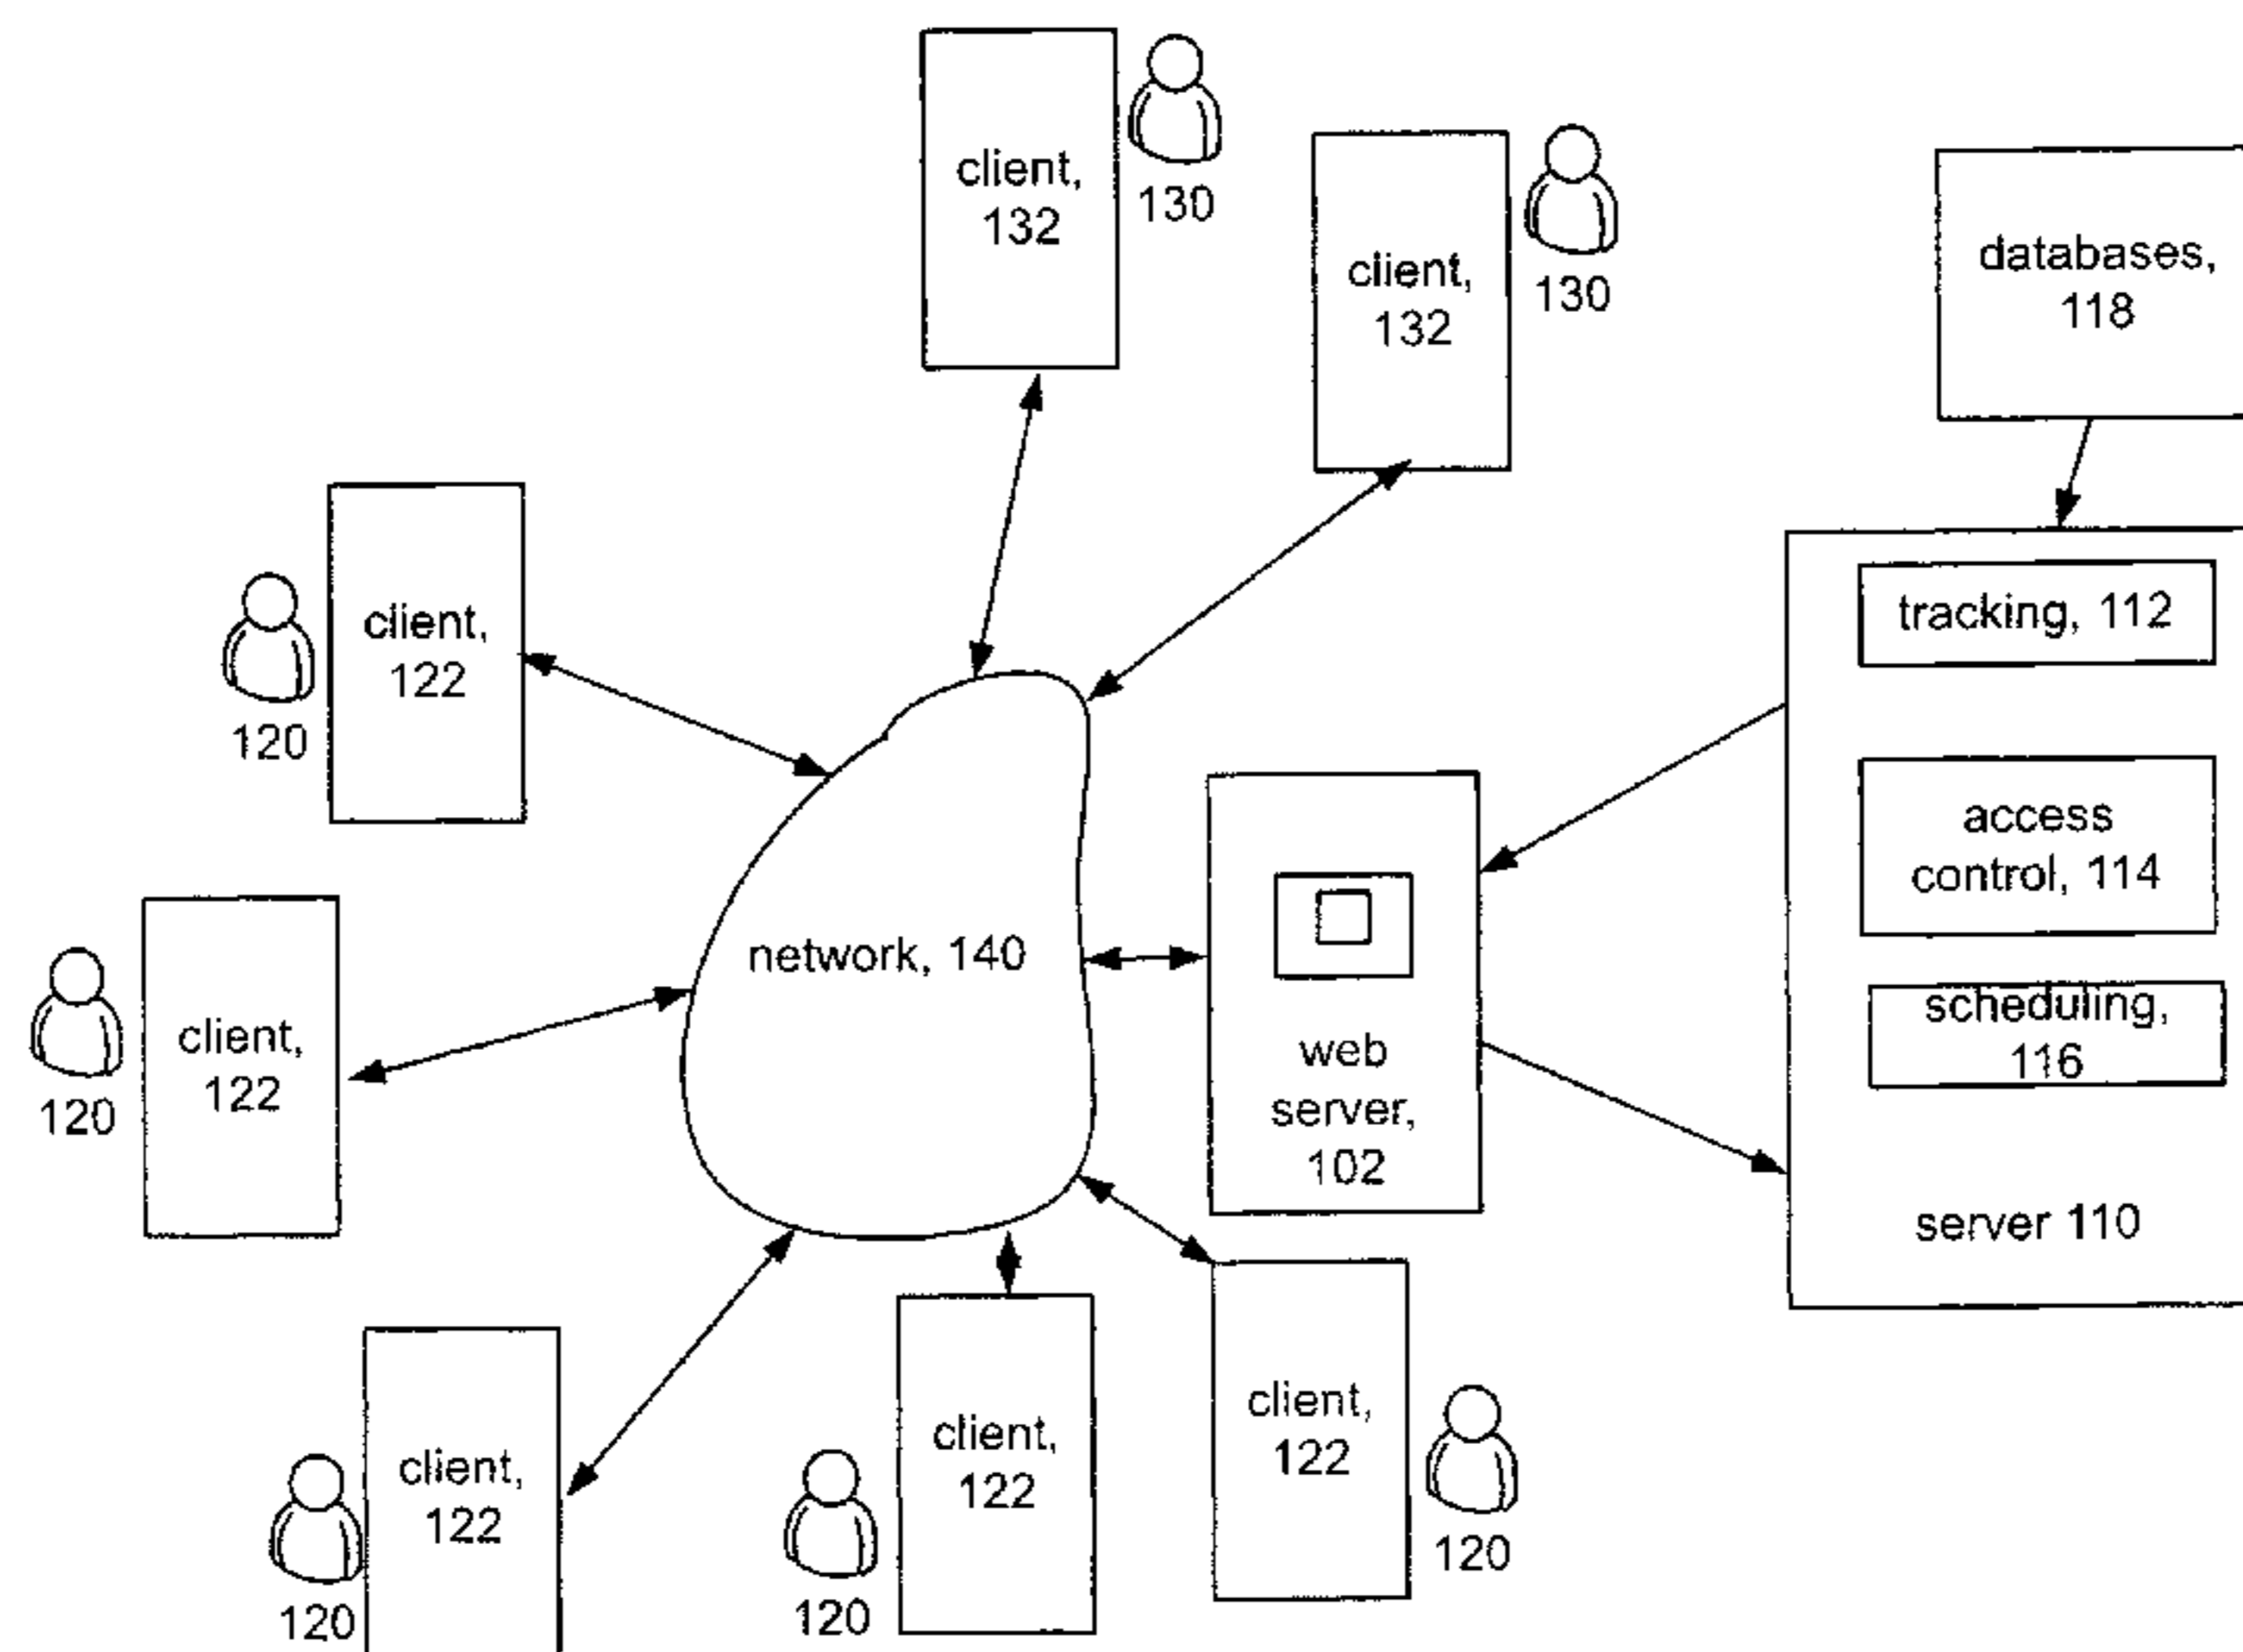 client,
132
130
client,
132
130
databases,
118
client,
122
120
tracking, 112
access
control, 114
scheduling,
116
server 110
network, 140
web
server,
102
client,
122
120
client,
122
120
client,
122
120
client,
122
120